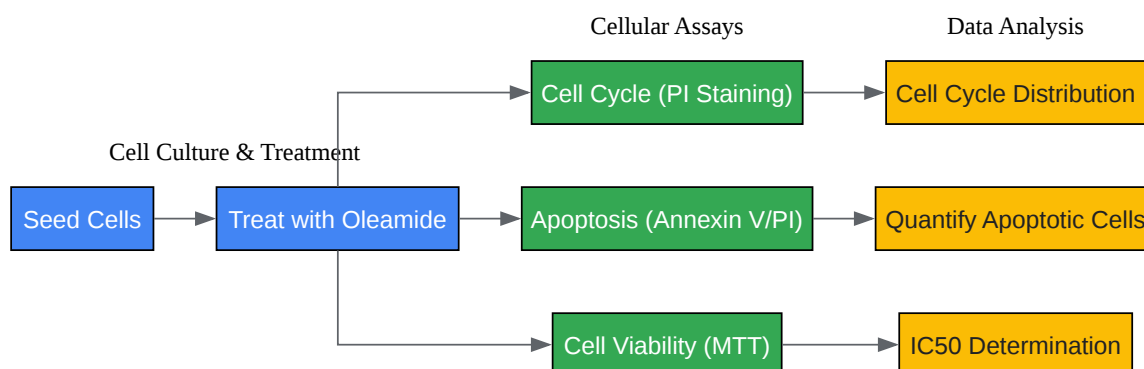 Cellular Assays
Data Analysis
Cell Cycle (PI Staining)
Cell Cycle Distribution
Cell Culture & Treatment
Seed Cells
Treat with Oleamide
Apoptosis (Annexin V/PI)
Quantify Apoptotic Cells
Cell Viability (MTT)
IC50 Determination